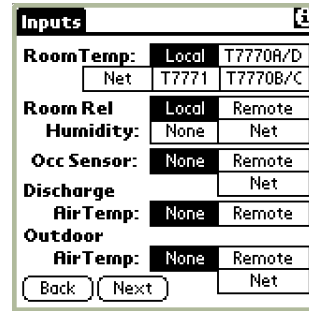 Inputs i
RoomTemp: Local T7770A/D
Net T7771 T7770B/C
Room Rel Local Remote
Humidity: None Net
Occ Sensor: None Remote
Net
Discharge
AirTemp: None Remote
Outdoor
AirTemp: None Remote
Net
Back Next